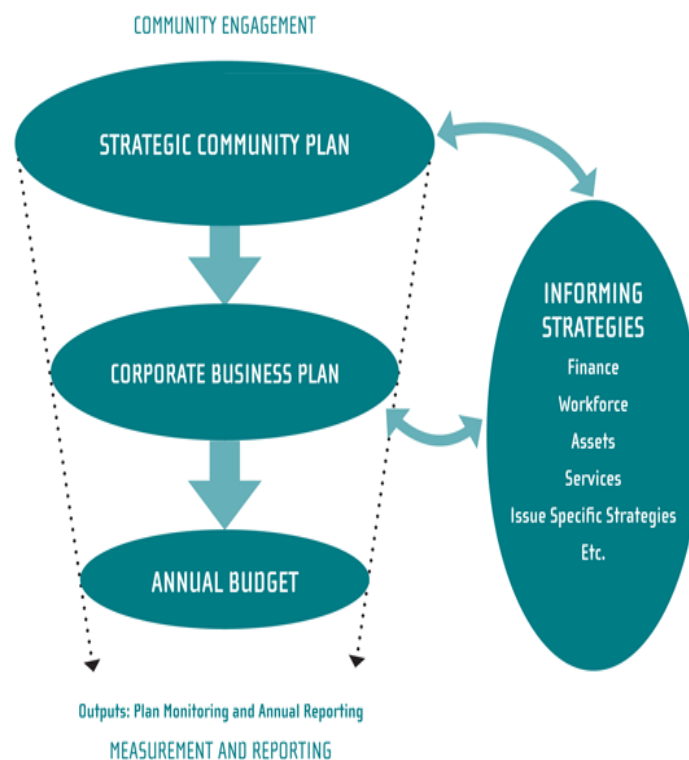 COMMUNITY ENGAGEMENT
STRATEGIC COMMUNITY PLAN
CORPORATE BUSINESS PLAN
ANNUAL BUDGET
INFORMING
STRATEGIES
Finance
Workforce
Assets
Services
Issue Specific Strategies
Etc.
Outputs: Plan Monitoring and Annual Reporting
MEASUREMENT AND REPORTING